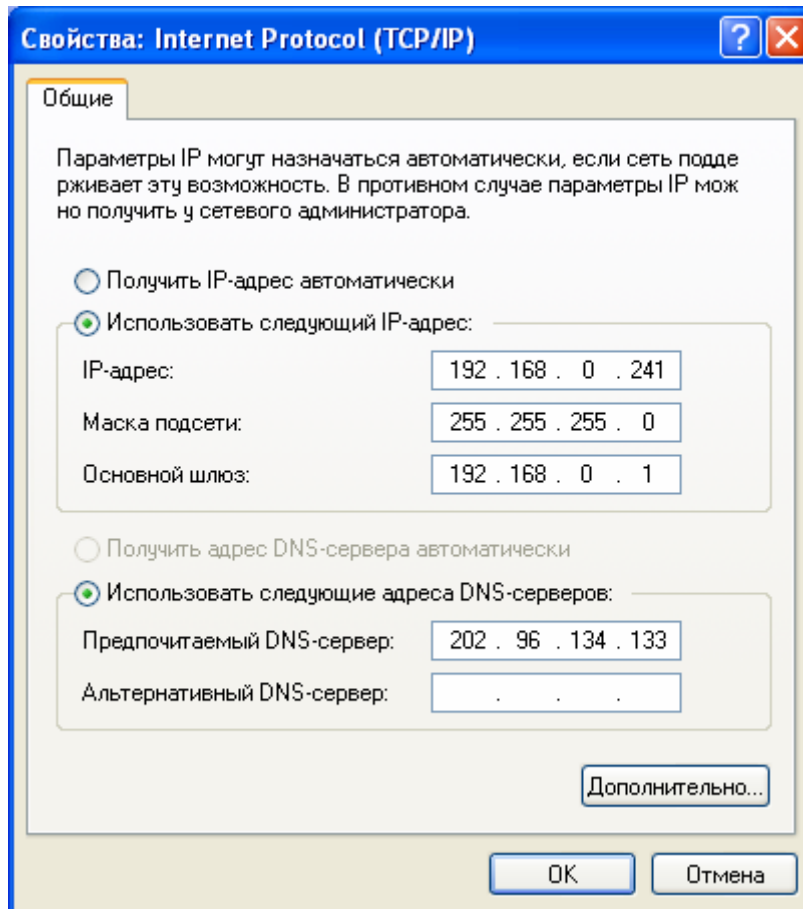 Свойства: Internet Protocol (TCP/IP)
Общие
Параметры IP могут назначаться автоматически, если сеть подде
рживает эту возможность. В противном случае параметры IP мож
но получить у сетевого администратора.
Получить IP-адрес автоматически
Использовать следующий IP-адрес:
IP-адрес: 192 . 168 . 0 . 241
Маска подсети: 255 . 255 . 255 . 0
Основной шлюз: 192 . 168 . 0 . 1
Получить адрес DNS-сервера автоматически
Использовать следующие адреса DNS-серверов:
Предпочитаемый DNS-сервер: 202 . 96 . 134 . 133
Альтернативный DNS-сервер: . . .
Дополнительно...
OK Отмена